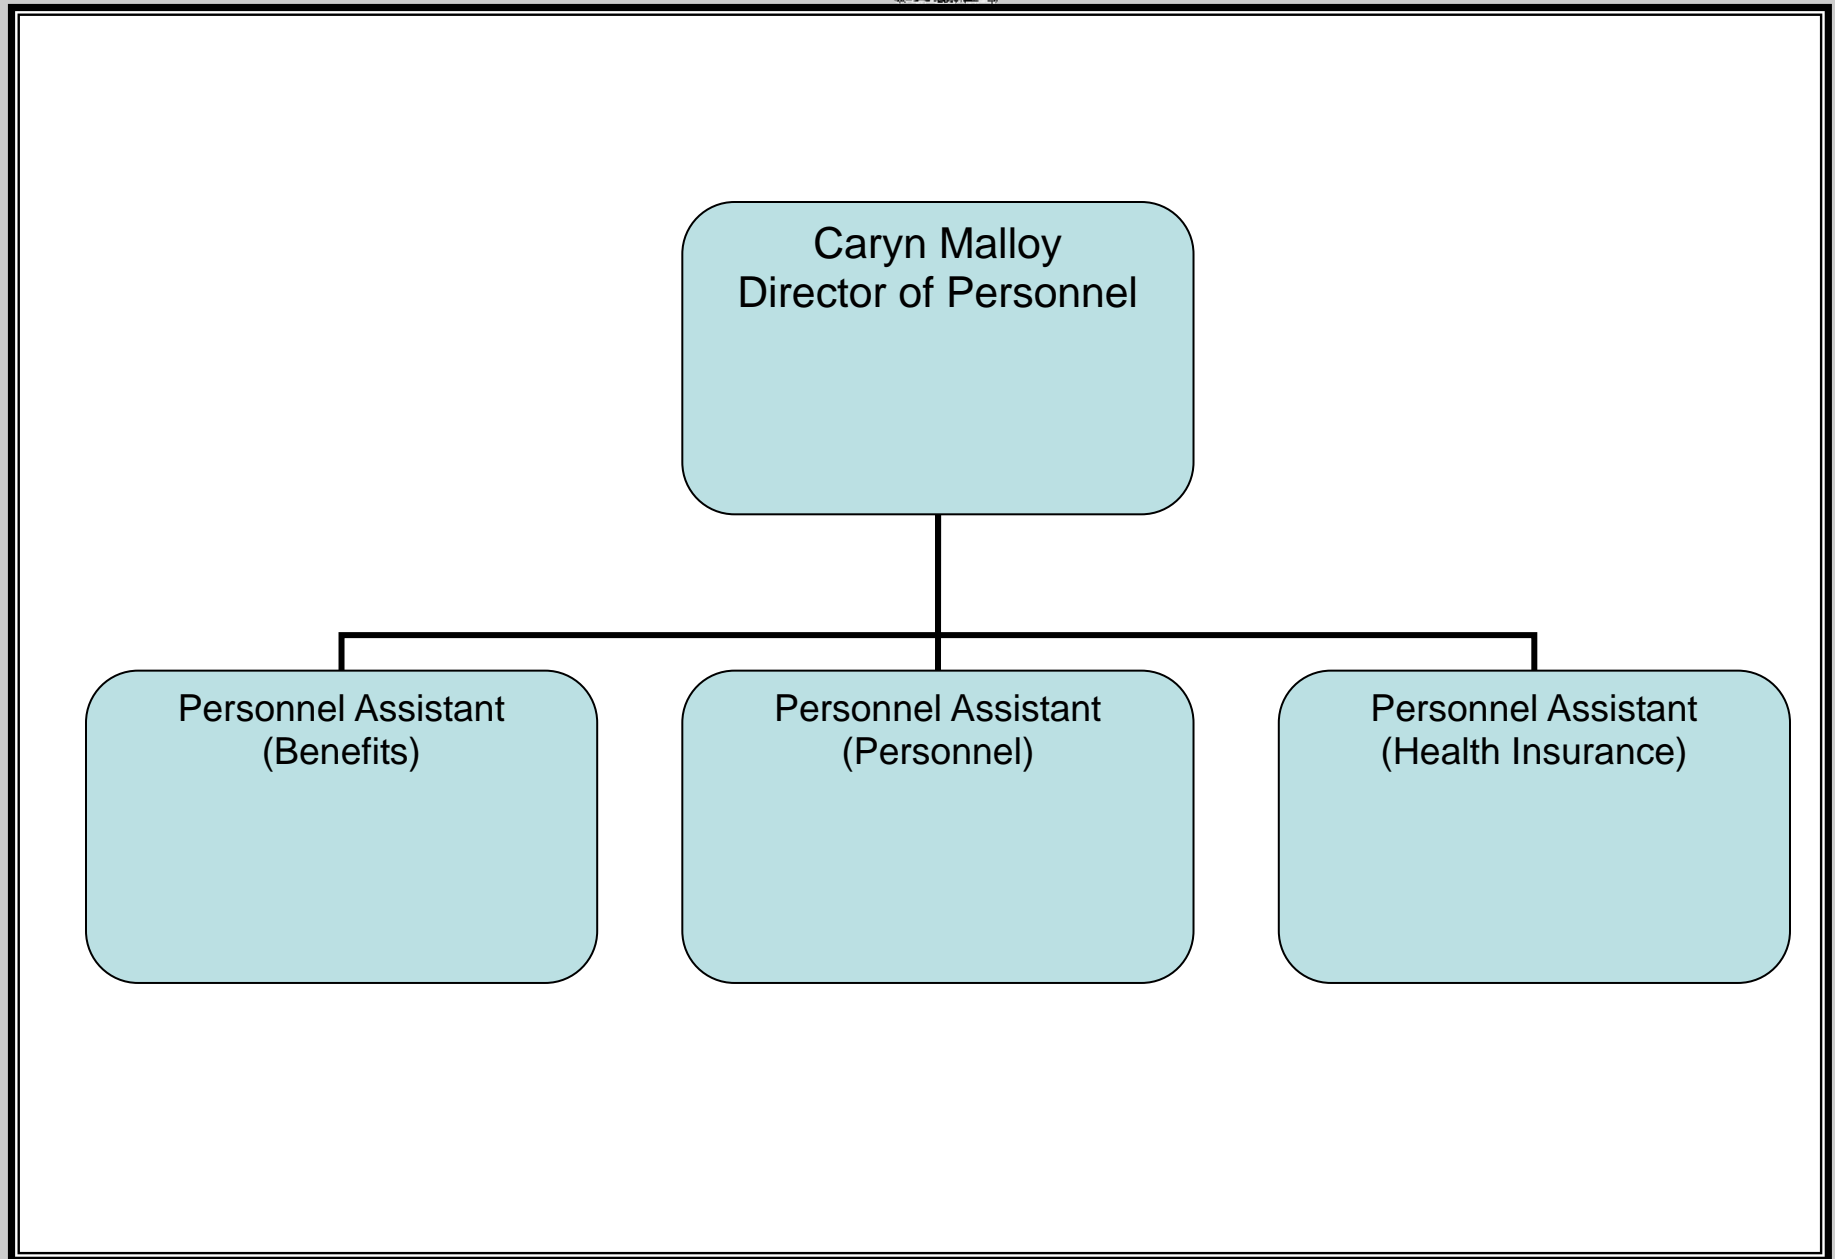 Caryn Malloy
Director of Personnel
Personnel Assistant
(Benefits)
Personnel Assistant
(Personnel)
Personnel Assistant
(Health Insurance)